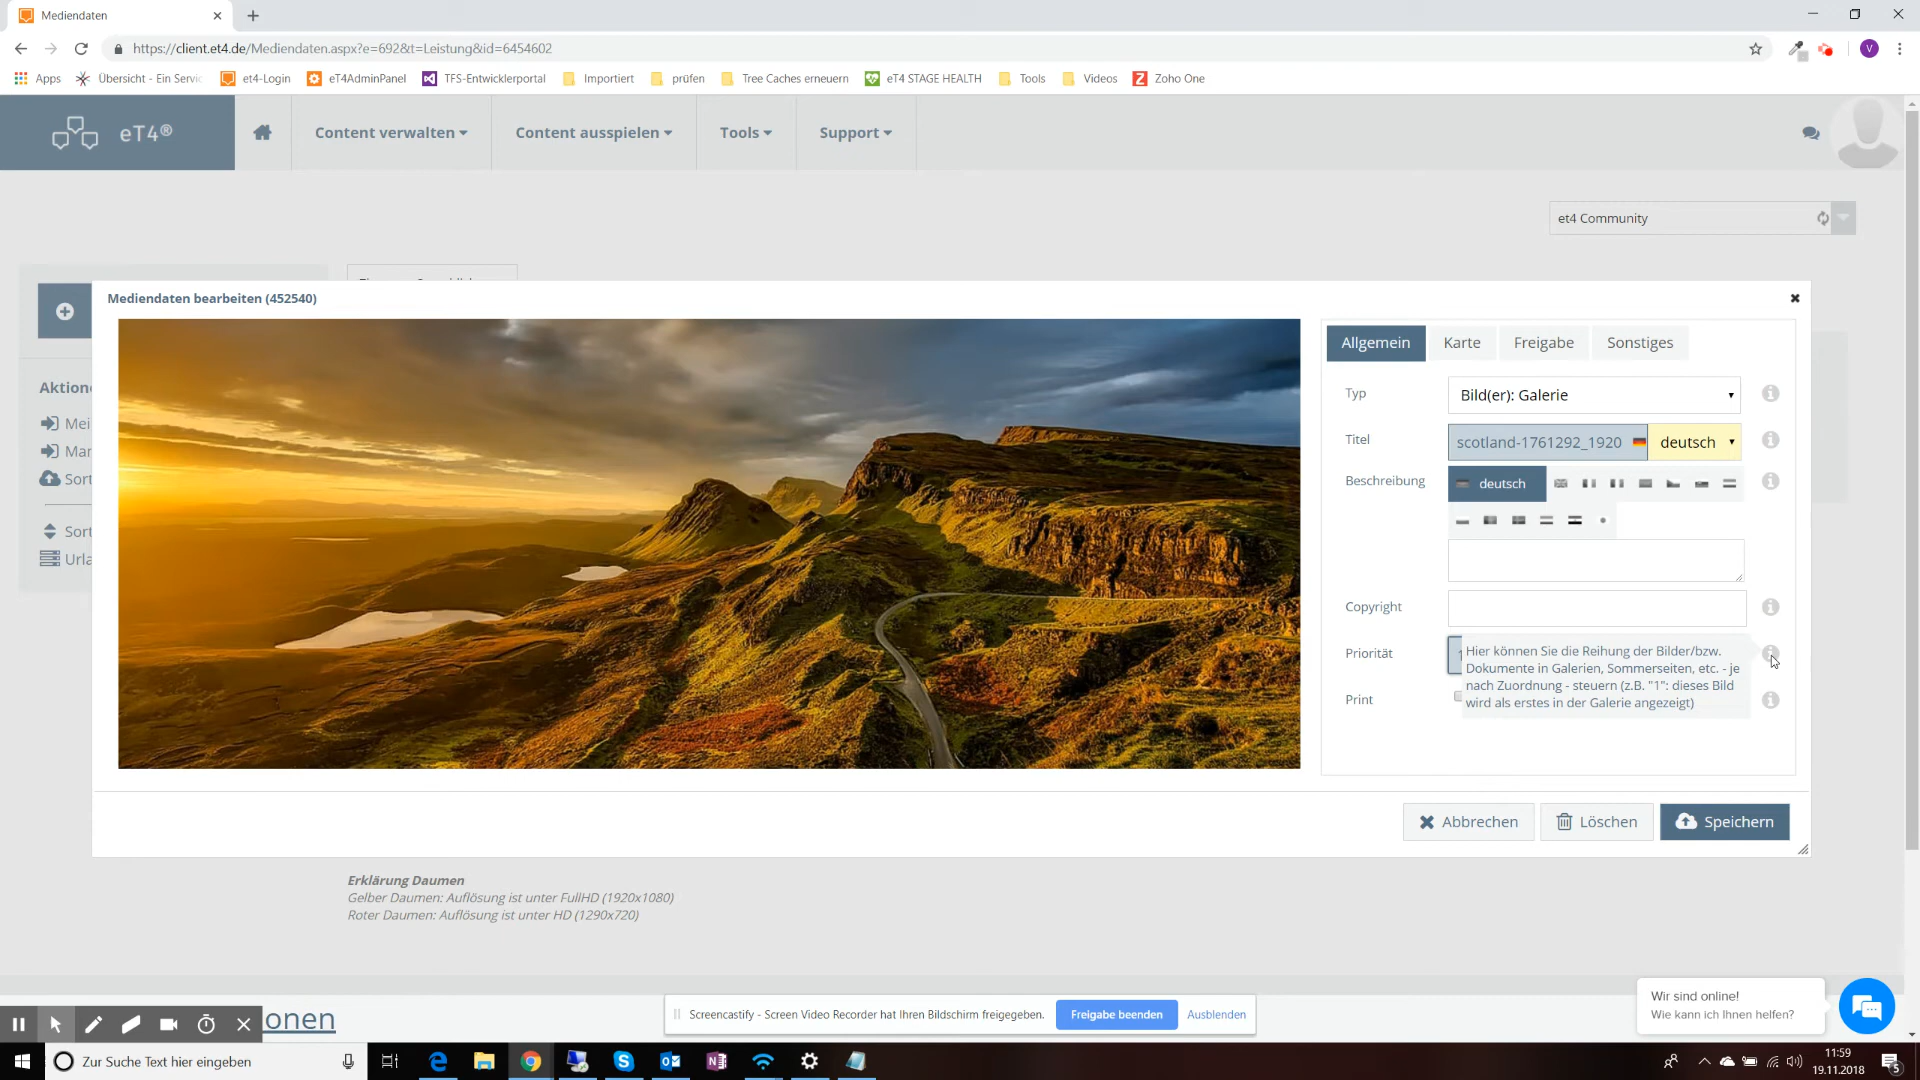 Mediendaten
https://client.et4.de/Mediendaten.aspx?e=692&t=Leistung&id=6454602
V
Apps
Übersicht - Ein Servic
et4-Login
eT4AdminPanel
TFS-Entwicklerportal
Importiert
prüfen
Tree Caches erneuern
eT4 STAGE HEALTH
Tools
Videos
Zoho One
eT4®
Content verwalten
Content ausspielen
Tools
Support
et4 Community
Mediendaten bearbeiten (452540)
Aktion
Mei
Mar
Sort
Sort
Urla
Allgemein
Karte
Freigabe
Sonstiges
Typ
Bild(er): Galerie
Titel
scotland-1761292_1920
deutsch
Beschreibung
deutsch
Copyright
Priorität
Hier können Sie die Reihung der Bilder/bzw.
Dokumente in Galerien, Sommerseiten, etc. - je
nach Zuordnung - steuern (z.B. "1": dieses Bild
wird als erstes in der Galerie angezeigt)
Print
Abbrechen
Löschen
Speichern
Erklärung Daumen
Gelber Daumen: Auflösung ist unter FullHD (1920x1080)
Roter Daumen: Auflösung ist unter HD (1290x720)
onen
Screencastify - Screen Video Recorder hat Ihren Bildschirm freigegeben.
Freigabe beenden
Ausblenden
Wir sind online!
Wie kann ich Ihnen helfen?
Zur Suche Text hier eingeben
11:59
19.11.2018
5